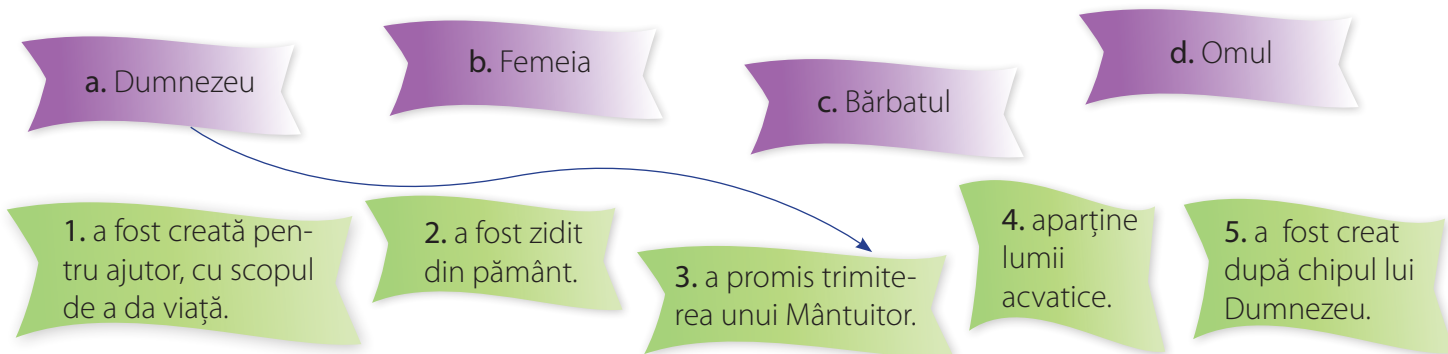 a. Dumnezeu
b. Femeia
c. Bărbatul
d. Omul
1. a fost creată pen-
tru ajutor, cu scopul
de a da viață.
2. a fost zidit
din pământ.
3. a promis trimite-
rea unui Mântuitor.
4. aparține
lumii
acvatice.
5. a fost creat
după chipul lui
Dumnezeu.